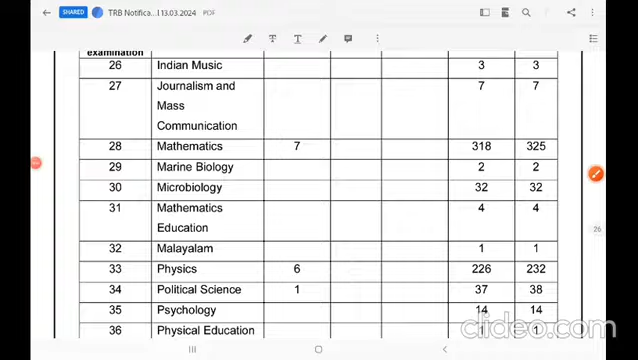 SHARED TRB Notifica...I 13.03.2024 PDF
examination
26 Indian Music 3 3
27 Journalism and 7 7
Mass
Communication
28 Mathematics 7 318 325
29 Marine Biology 2 2
30 Microbiology 32 32
31 Mathematics 4 4
Education
26
32 Malayalam 1 1
33 Physics 6 226 232
34 Political Science 1 37 38
35 Psychology 14 14
36 Physical Education 1 1
clideo.com